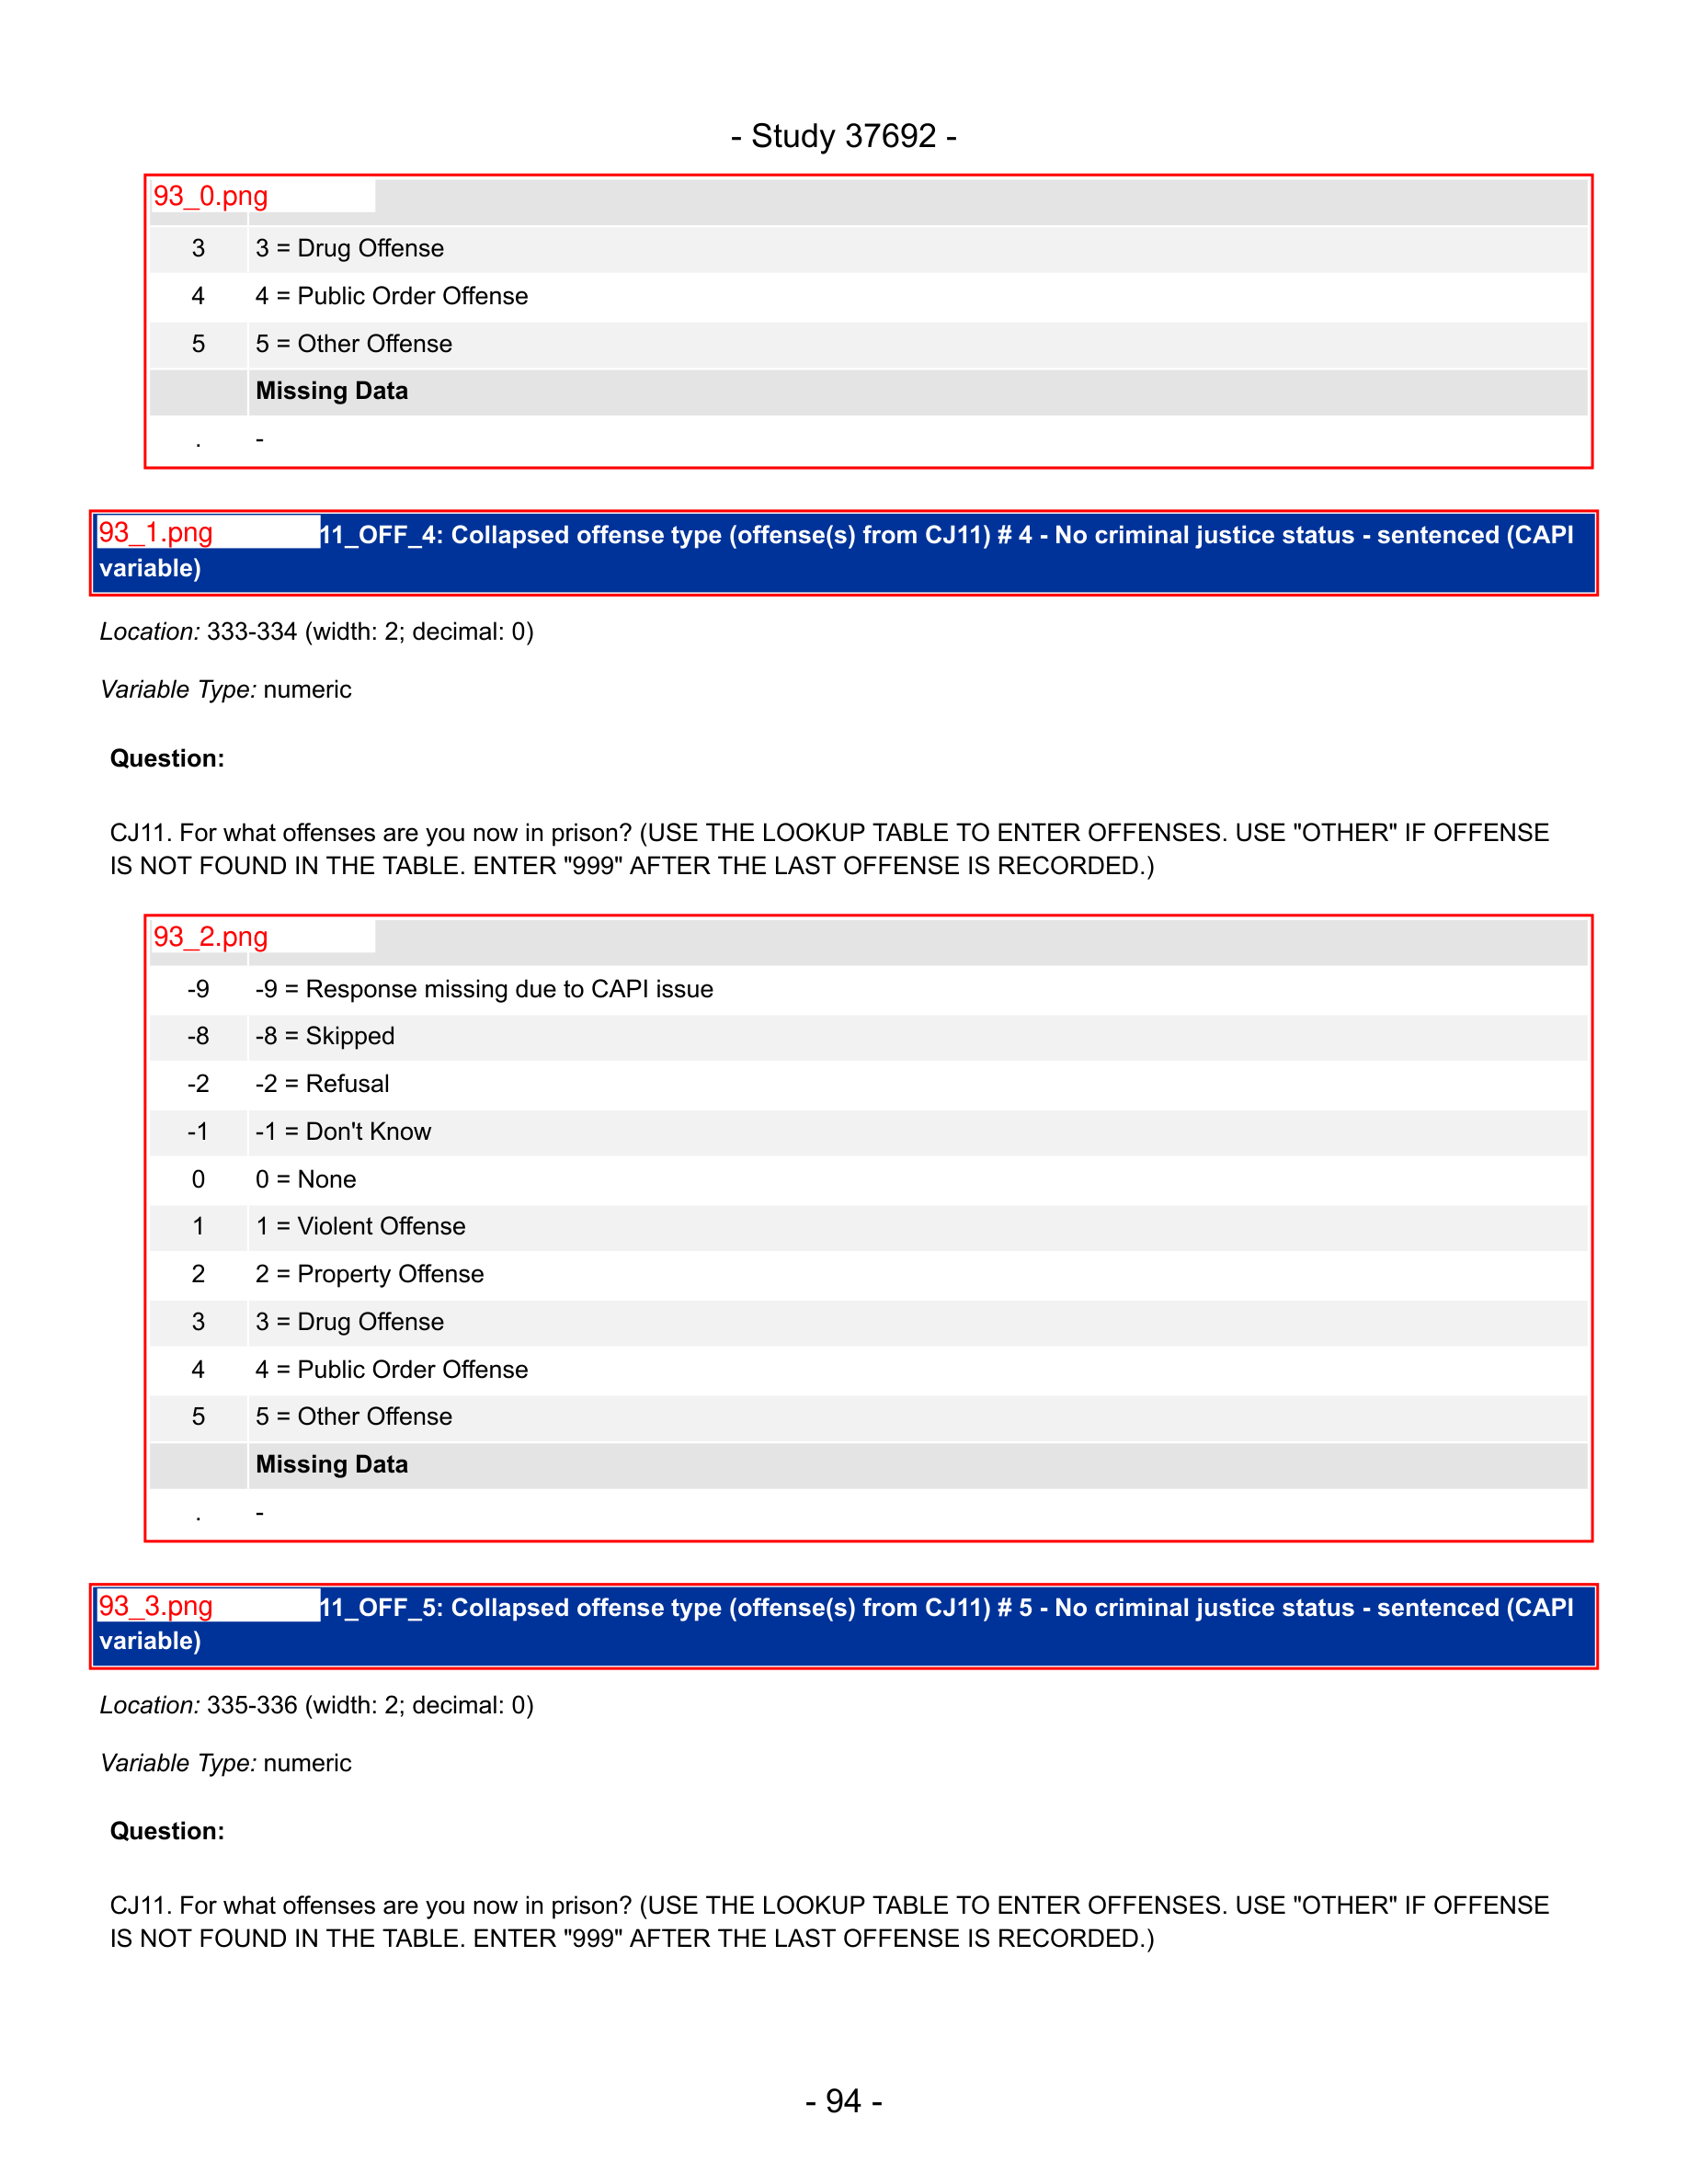 - Study 37692 -
93_0.png
3 3 = Drug Offense
4 4 = Public Order Offense
5 5 = Other Offense
Missing Data
. -
93_1.png 11_OFF_4: Collapsed offense type (offense(s) from CJ11) # 4 - No criminal justice status - sentenced (CAPI
variable)
Location: 333-334 (width: 2; decimal: 0)
Variable Type: numeric
Question:
CJ11. For what offenses are you now in prison? (USE THE LOOKUP TABLE TO ENTER OFFENSES. USE "OTHER" IF OFFENSE
IS NOT FOUND IN THE TABLE. ENTER "999" AFTER THE LAST OFFENSE IS RECORDED.)
93_2.png
-9 -9 = Response missing due to CAPI issue
-8 -8 = Skipped
-2 -2 = Refusal
-1 -1 = Don't Know
0 0 = None
1 1 = Violent Offense
2 2 = Property Offense
3 3 = Drug Offense
4 4 = Public Order Offense
5 5 = Other Offense
Missing Data
. -
93_3.png 11_OFF_5: Collapsed offense type (offense(s) from CJ11) # 5 - No criminal justice status - sentenced (CAPI
variable)
Location: 335-336 (width: 2; decimal: 0)
Variable Type: numeric
Question:
CJ11. For what offenses are you now in prison? (USE THE LOOKUP TABLE TO ENTER OFFENSES. USE "OTHER" IF OFFENSE
IS NOT FOUND IN THE TABLE. ENTER "999" AFTER THE LAST OFFENSE IS RECORDED.)
- 94 -